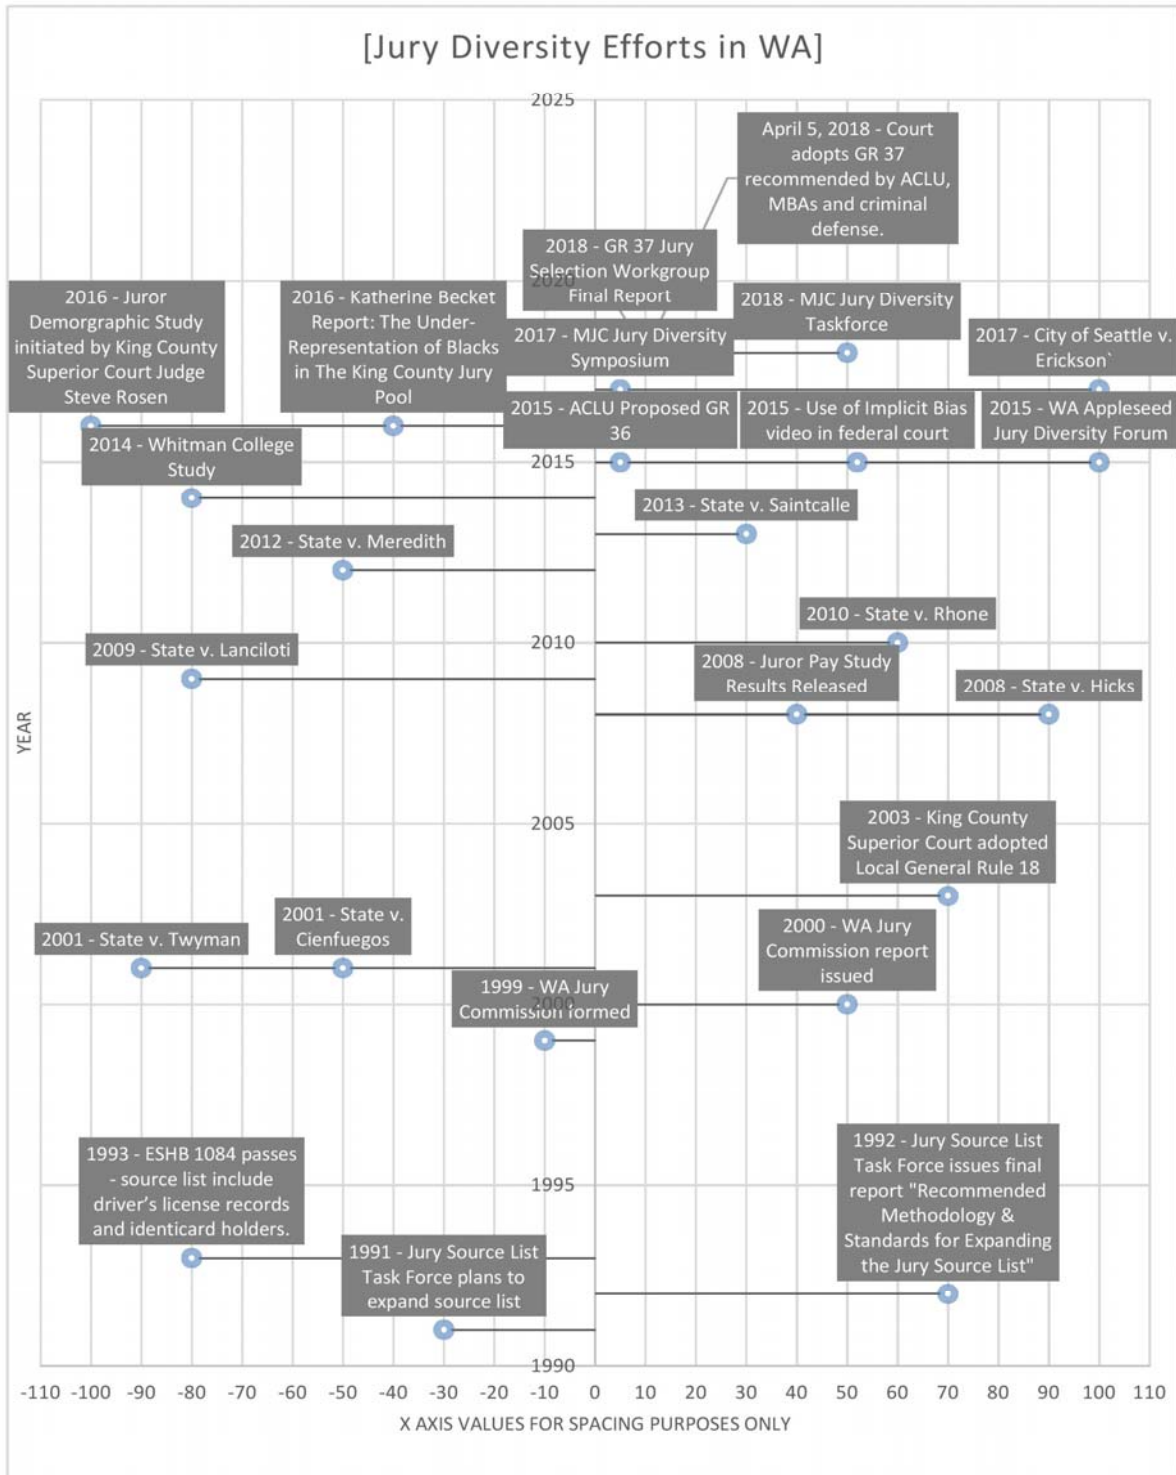 [Jury Diversity Efforts in WA]
2025
April 5, 2018 - Court
adopts GR 37
recommended by ACLU,
MBAs and criminal
defense.
2018 - GR 37 Jury
Selection Workgroup
Final Report
2020
2016 - Juror
Demorgraphic Study
initiated by King County
Superior Court Judge
Steve Rosen
2016 - Katherine Becket
Report: The Under-
Representation of Blacks
in The King County Jury
Pool
2017 - MJC Jury Diversity
Symposium
2018 - MJC Jury Diversity
Taskforce
2017 - City of Seattle v.
Erickson`
2015 - ACLU Proposed GR
36
2015 - Use of Implicit Bias
video in federal court
2015 - WA Appleseed
Jury Diversity Forum
2014 - Whitman College
Study
2015
2013 - State v. Saintcalle
2012 - State v. Meredith
2010 - State v. Rhone
2010
2009 - State v. Lanciloti
2008 - Juror Pay Study
Results Released
2008 - State v. Hicks
YEAR
2005
2003 - King County
Superior Court adopted
Local General Rule 18
2001 - State v. Twyman
2001 - State v.
Cienfuegos
2000 - WA Jury
Commission report
issued
1999 - WA Jury
Commission formed
2000
1993 - ESHB 1084 passes
- source list include
driver’s license records
and identicard holders.
1992 - Jury Source List
Task Force issues final
report "Recommended
Methodology &
Standards for Expanding
the Jury Source List"
1995
1991 - Jury Source List
Task Force plans to
expand source list
1990
-110 -100 -90 -80 -70 -60 -50 -40 -30 -20 -10 0 10 20 30 40 50 60 70 80 90 100 110
X AXIS VALUES FOR SPACING PURPOSES ONLY